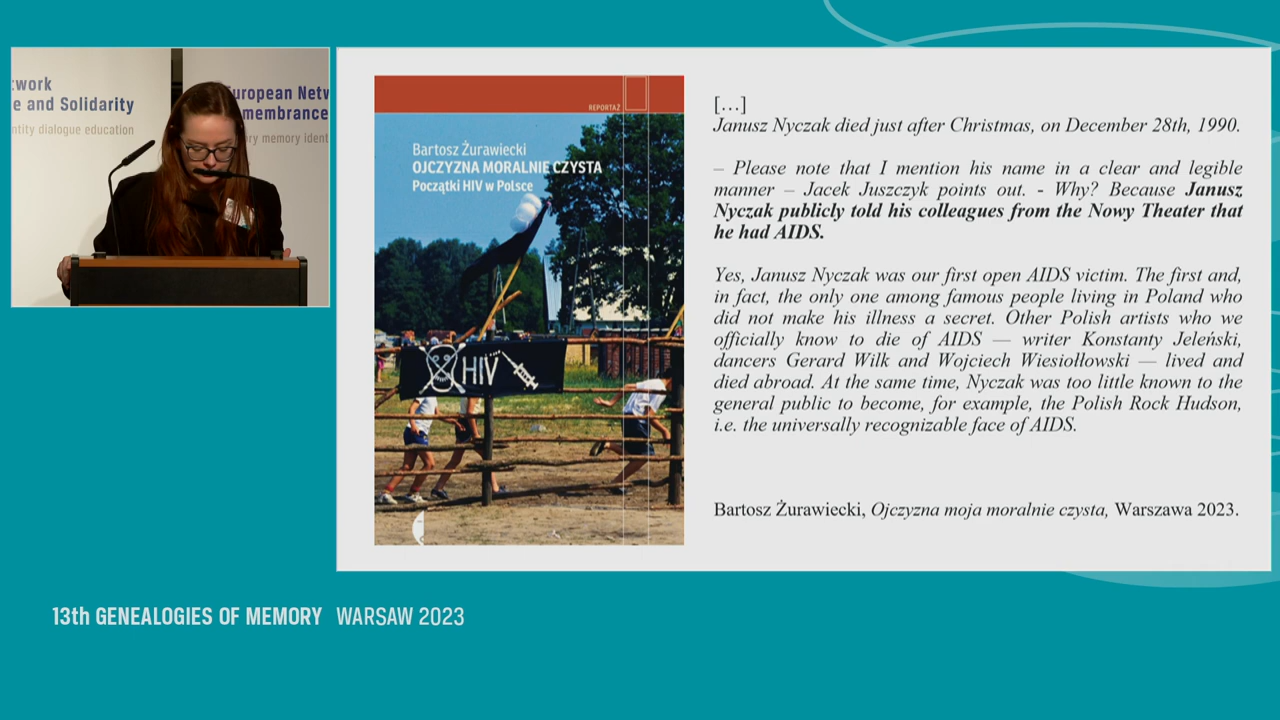 twork
e and Solidarity
ntity dialogue education
uropean Netw
membrance
ry memory ident
REPORTAŻ
Bartosz Żurawiecki
OJCZYZNA MORALNIE CZYSTA
Początki HIV w Polsce
HIV
[…]
Janusz Nyczak died just after Christmas, on December 28th, 1990.
– Please note that I mention his name in a clear and legible
manner – Jacek Juszczyk points out. - Why? Because Janusz
Nyczak publicly told his colleagues from the Nowy Theater that
he had AIDS.
Yes, Janusz Nyczak was our first open AIDS victim. The first and,
in fact, the only one among famous people living in Poland who
did not make his illness a secret. Other Polish artists who we
officially know to die of AIDS — writer Konstanty Jeleński,
dancers Gerard Wilk and Wojciech Wiesiołłowski — lived and
died abroad. At the same time, Nyczak was too little known to the
general public to become, for example, the Polish Rock Hudson,
i.e. the universally recognizable face of AIDS.
Bartosz Żurawiecki, Ojczyzna moja moralnie czysta, Warszawa 2023.
13th GENEALOGIES OF MEMORY WARSAW 2023